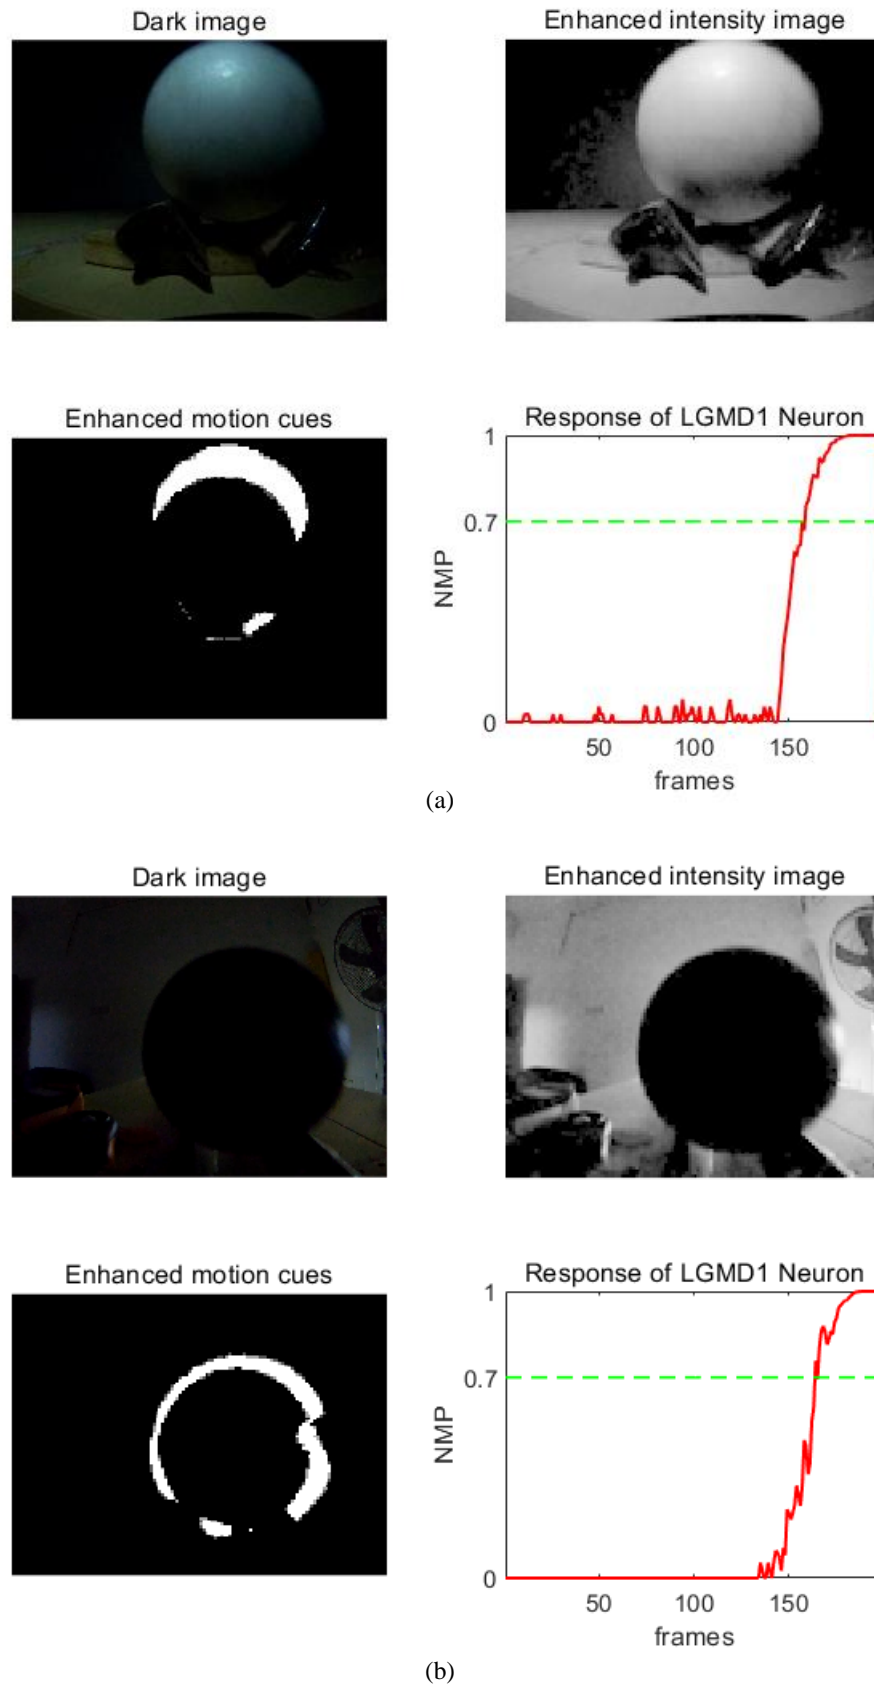 Dark image
Enhanced intensity image
Enhanced motion cues
Response of LGMD1 Neuron
1
0.7
NMP
0
50 100 150
frames
(a)
Dark image
Enhanced intensity image
Enhanced motion cues
Response of LGMD1 Neuron
1
0.7
NMP
0
50 100 150
frames
(b)